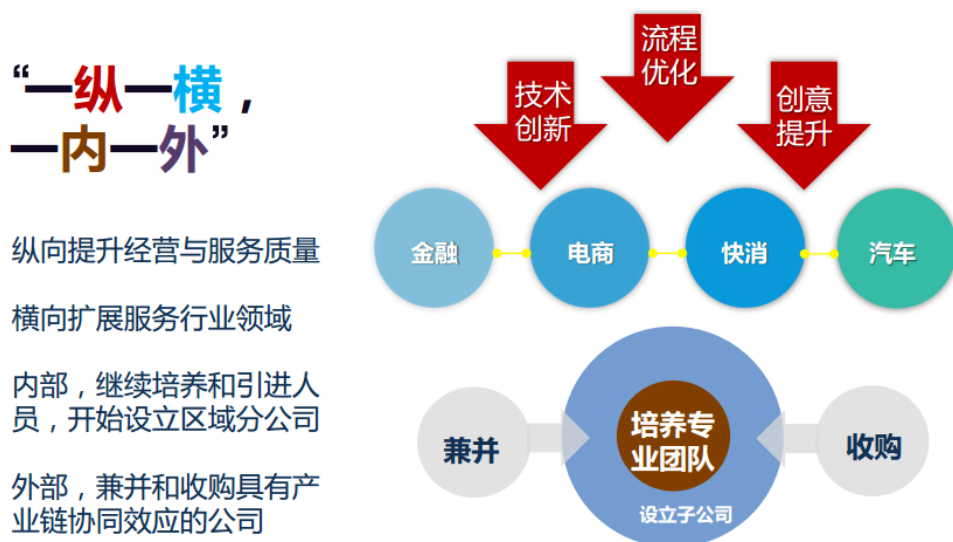 “一纵一横，
一内一外”
纵向提升经营与服务质量
横向扩展服务行业领域
内部，继续培养和引进人
员，开始设立区域分公司
外部，兼并和收购具有产
业链协同效应的公司
技术
创新
流程
优化
创意
提升
金融
电商
快消
汽车
兼并
培养专
业团队
设立子公司
收购